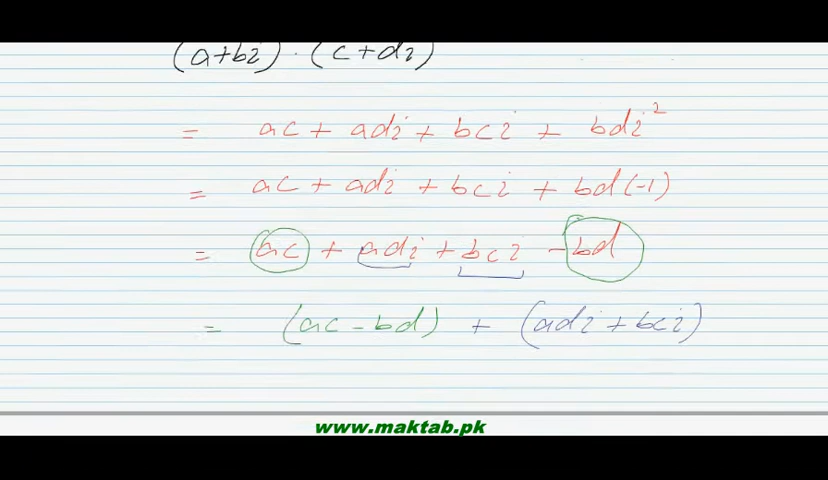 (a+bi) · (c+di)
= ac + adi + bci + bdi²
= ac + adi + bci + bd(-1)
= ac + adi + bci - bd
= (ac - bd) + (adi + bci)
www.maktab.pk